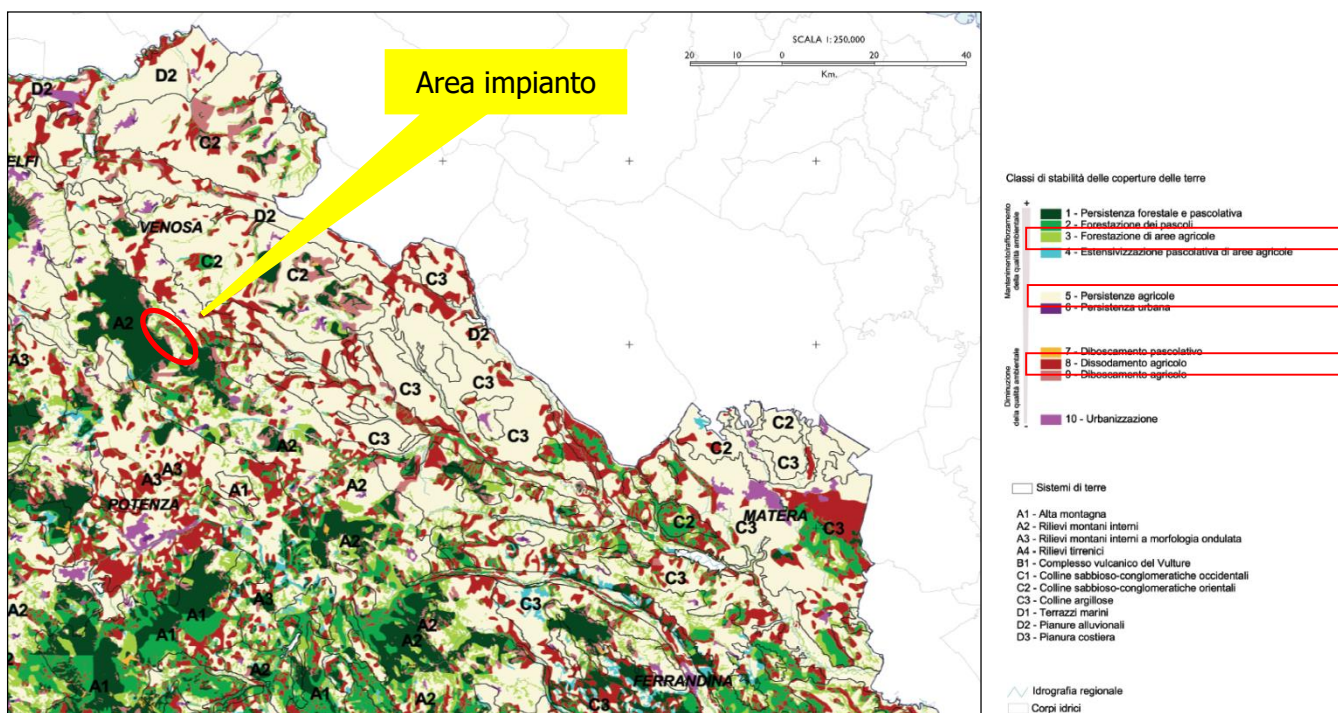 SCALA 1: 250,000
20 10 0 20 40
Km.
Area impianto
D2
D2
C2
ELFI
VENOSA
D2
C2
C2
C3
A2
D2
A3
C3
C3
C3
C3
A2
C2
C2
C3
A3
A3
A1
A2
POTENZA
C2
MATERA
C3
C3
A2
C3
A1
A3
C3
A2
A2
A2
A1
A2
A1
A1
A2
FERRANDINA
C3
Classi di stabilità delle coperture delle terre
+
Mantenimento/rafforzamento
della qualità ambientale
Diminuzione
della qualità ambientale
-
1 - Persistenza forestale e pascolativa
2 - Forestazione dei pascoli
3 - Forestazione di aree agricole
4 - Estensivizzazione pascolativa di aree agricole
5 - Persistenze agricole
6 - Persistenza urbana
7 - Diboscamento pascolativo
8 - Dissodamento agricolo
9 - Diboscamento agricolo
10 - Urbanizzazione
Sistemi di terre
A1 - Alta montagna
A2 - Rilievi montani interni
A3 - Rilievi montani interni a morfologia ondulata
A4 - Rilievi tirrenici
B1 - Complesso vulcanico del Vulture
C1 - Colline sabbioso-conglomeratiche occidentali
C2 - Colline sabbioso-conglomeratiche orientali
C3 - Colline argillose
D1 - Terrazzi marini
D2 - Pianure alluvionali
D3 - Pianura costiera
Idrografia regionale
Corpi idrici